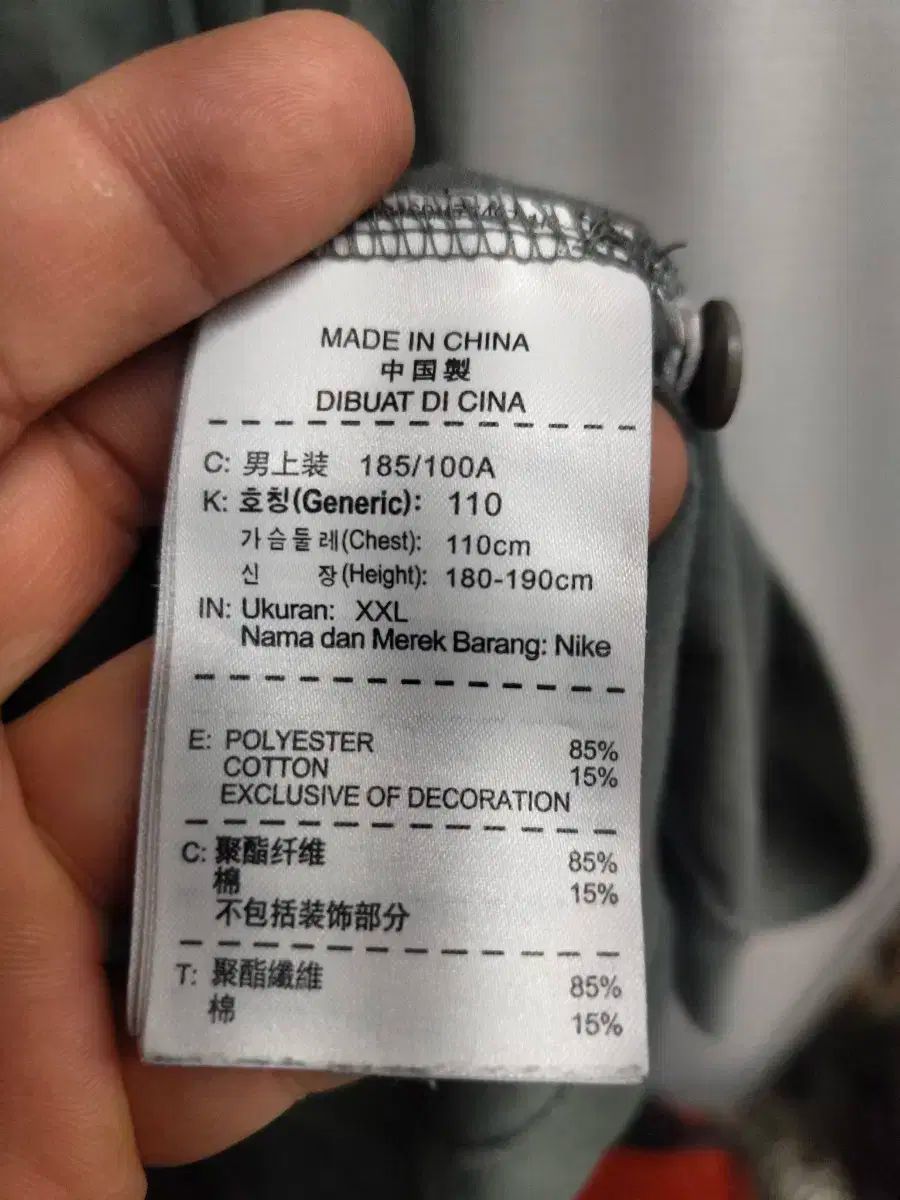 MADE IN CHINA
中国製
DIBUAT DI CINA
C: 男上装 185/100A
K: 호칭(Generic): 110
가슴둘레(Chest): 110cm
신 장(Height): 180-190cm
IN: Ukuran: XXL
Nama dan Merek Barang: Nike
E: POLYESTER 85%
COTTON 15%
EXCLUSIVE OF DECORATION
C: 聚酯纤维 85%
棉 15%
不包括装饰部分
T: 聚酯纖維 85%
棉 15%